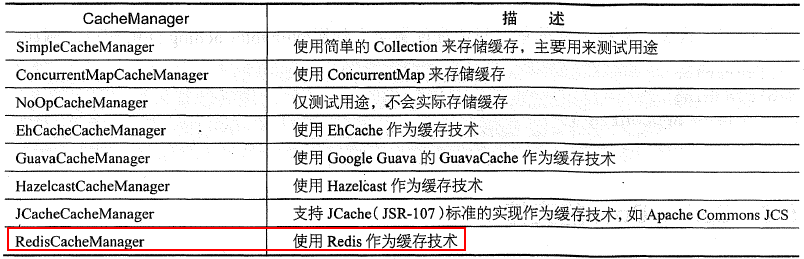 CacheManager 描 述
SimpleCacheManager 使用简单的 Collection 来存储缓存，主要用来测试用途
ConcurrentMapCacheManager 使用 ConcurrentMap 来存储缓存
NoOpCacheManager 仅测试用途，不会实际存储缓存
EhCacheCacheManager 使用 EhCache 作为缓存技术
GuavaCacheManager 使用 Google Guava 的 GuavaCache 作为缓存技术
HazelcastCacheManager 使用 Hazelcast 作为缓存技术
JCacheCacheManager 支持 JCache（JSR-107）标准的实现作为缓存技术，如 Apache Commons JCS
RedisCacheManager 使用 Redis 作为缓存技术